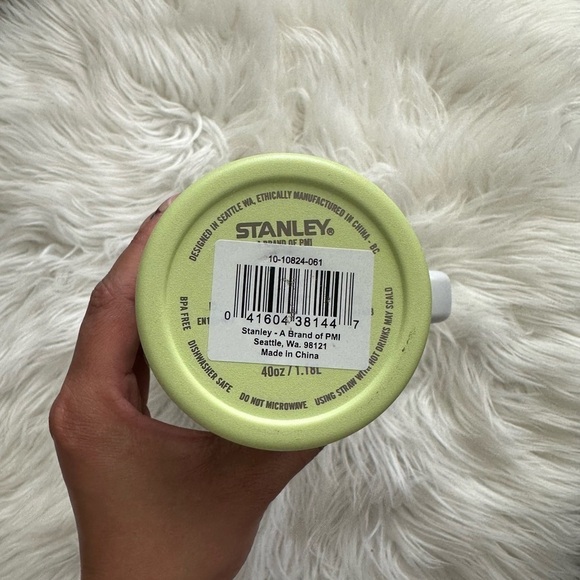 DESIGNED IN SEATTLE WA, ETHICALLY MANUFACTURED IN CHINA - BC
STANLEY®
A BRAND OF PMI
10-10824-061
0 41604 38144 7
Stanley - A Brand of PMI
Seattle, Wa. 98121
Made In China
40oz / 1.18L
BPA FREE
DISHWASHER SAFE
DO NOT MICROWAVE
USING STRAW WITH HOT DRINKS MAY SCALD